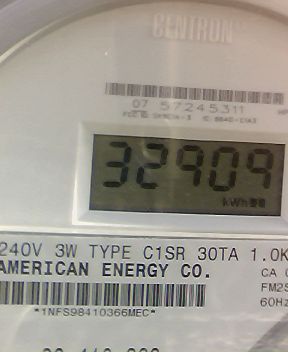 CENTRON
07 57245311
32909
kWh
240V 3W TYPE C1SR 30TA 1.0K
AMERICAN ENERGY CO.
CA
FM2S
60Hz
*1NFS98410366MEC*